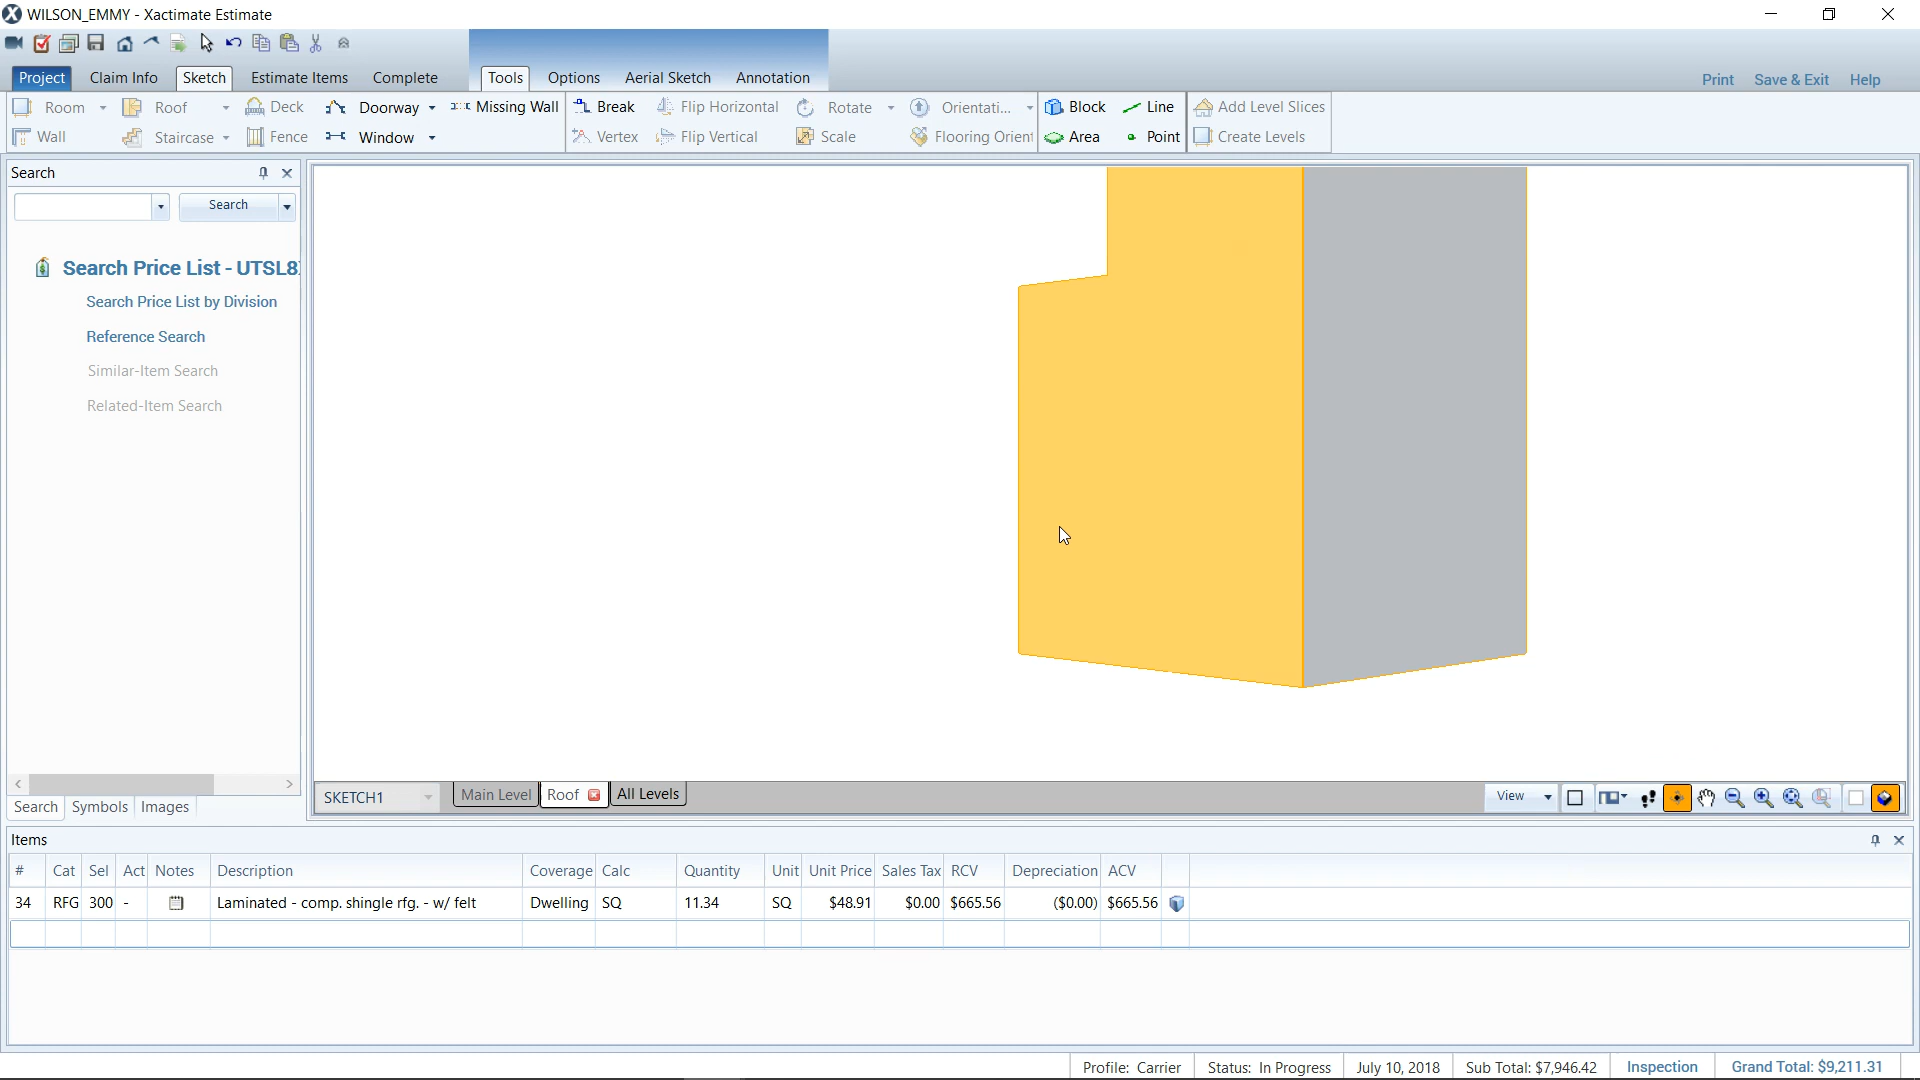 WILSON_EMMY - Xactimate Estimate
Project Claim Info Sketch Estimate Items Complete Tools Options Aerial Sketch Annotation Print Save & Exit Help
Room Roof Deck Doorway Missing Wall Break Flip Horizontal Rotate Orientati... Block Line Add Level Slices
Wall Staircase Fence Window Vertex Flip Vertical Scale Flooring Orient Area Point Create Levels
Search
Search
Search Price List - UTSL8
Search Price List by Division
Reference Search
Similar-Item Search
Related-Item Search
SKETCH1 Main Level Roof All Levels View
Search Symbols Images
Items
# Cat Sel Act Notes Description Coverage Calc Quantity Unit Unit Price Sales Tax RCV Depreciation ACV
34 RFG 300 - Laminated - comp. shingle rfg. - w/ felt Dwelling SQ 11.34 SQ $48.91 $0.00 $665.56 ($0.00) $665.56
Profile: Carrier Status: In Progress July 10, 2018 Sub Total: $7,946.42 Inspection Grand Total: $9,211.31